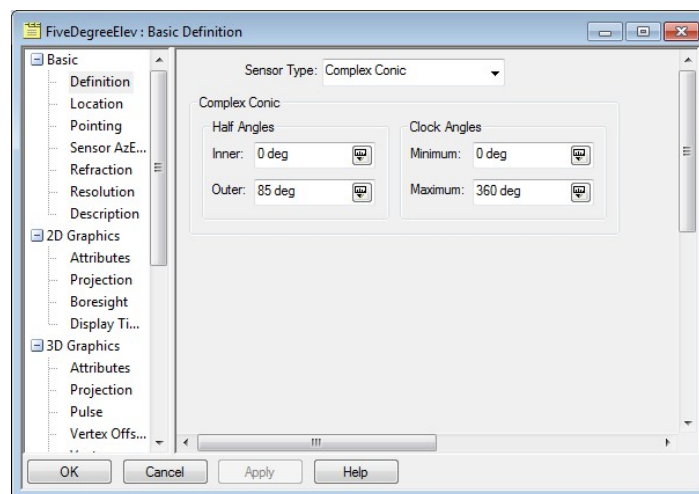 FiveDegreeElev : Basic Definition
Basic
Definition
Location
Pointing
Sensor AzE...
Refraction
Resolution
Description
2D Graphics
Attributes
Projection
Boresight
Display Ti...
3D Graphics
Attributes
Projection
Pulse
Vertex Offs...
Sensor Type: Complex Conic
Complex Conic
Half Angles
Inner: 0 deg
Outer: 85 deg
Clock Angles
Minimum: 0 deg
Maximum: 360 deg
OK Cancel Apply Help